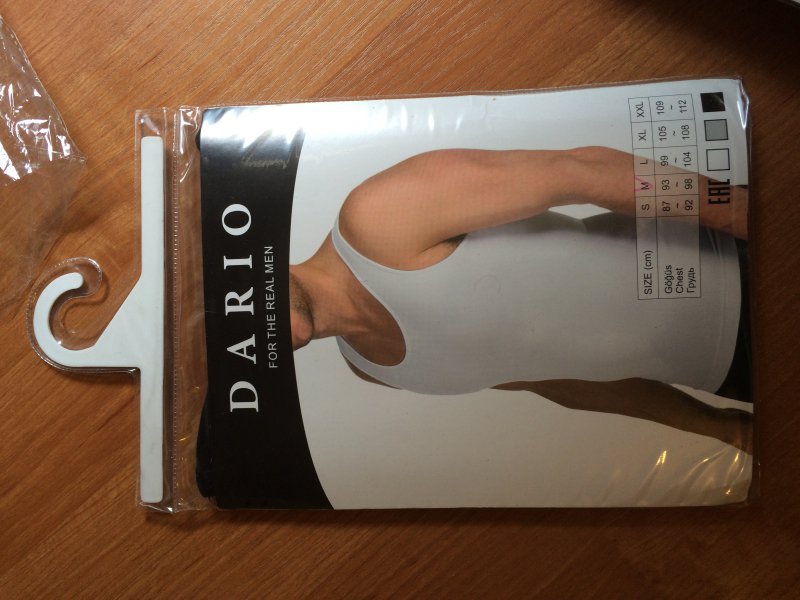 DARIO
FOR THE REAL MEN
SIZE (cm) S M L XL XXL
Göğüs 87 93 99 105 109
Chest ~ ~ ~ ~ ~
Грудь 92 98 104 108 112
EAC